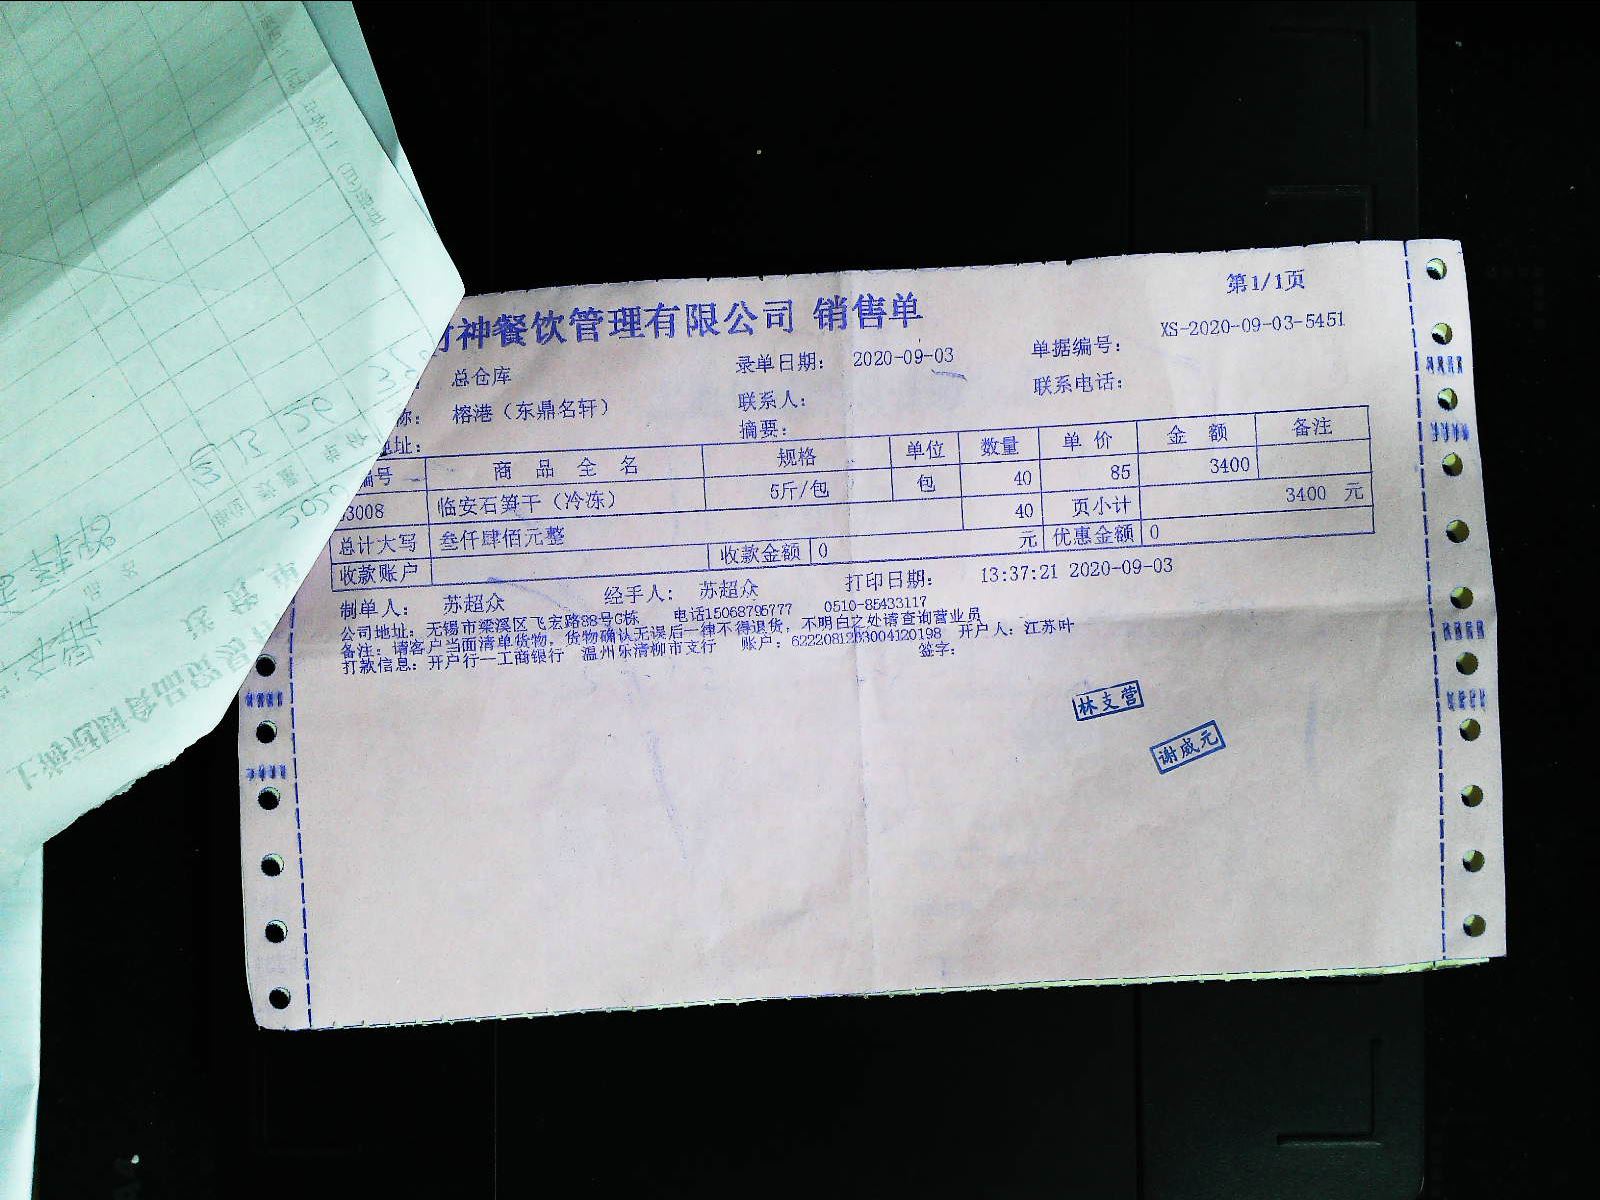 神餐饮管理有限公司 销售单
第1/1页
总仓库 录单日期： 2020-09-03 单据编号： XS-2020-09-03-5451
称： 榕港（东鼎名轩） 联系人： 联系电话：
地址： 摘要：
编号 商品全名 规格 单位 数量 单价 金额 备注
3008 临安石笋干（冷冻） 5斤/包 包 40 85 3400
40 页小计 3400 元
总计大写 叁仟肆佰元整 收款金额 0 元 优惠金额 0
收款账户
制单人： 苏超众 经手人： 苏超众 打印日期： 13:37:21 2020-09-03
公司地址：无锡市梁溪区飞宏路88号G栋 电话15068795777 0510-85433117
备注：请客户当面清单货物，货物确认无误后一律不得退货，不明白之处请查询营业员
打款信息：开户行—工商银行 温州乐清柳市支行 账户：6222081203004120198 开户人：江苏叶
签字：
林支营
谢威元